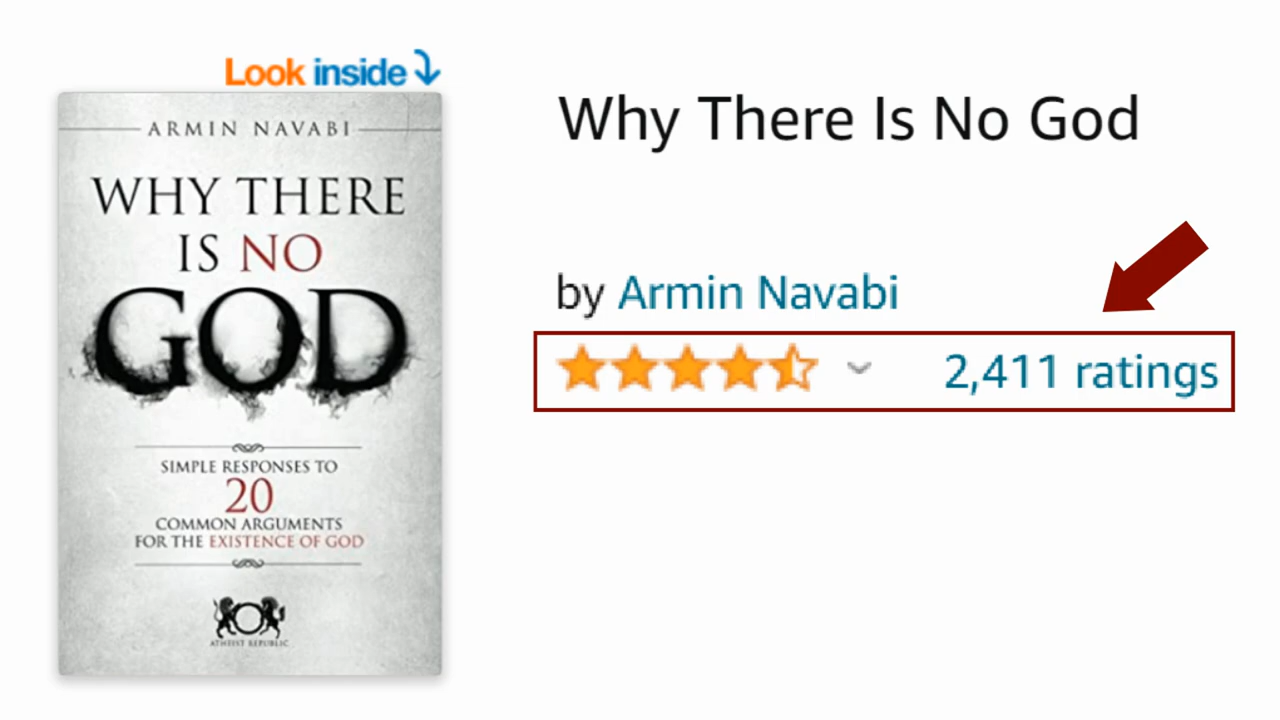 Look inside
ARMIN NAVABI
WHY THERE
IS NO
GOD
SIMPLE RESPONSES TO
20
COMMON ARGUMENTS
FOR THE EXISTENCE OF GOD
ATHEIST REPUBLIC
Why There Is No God
by Armin Navabi
2,411 ratings